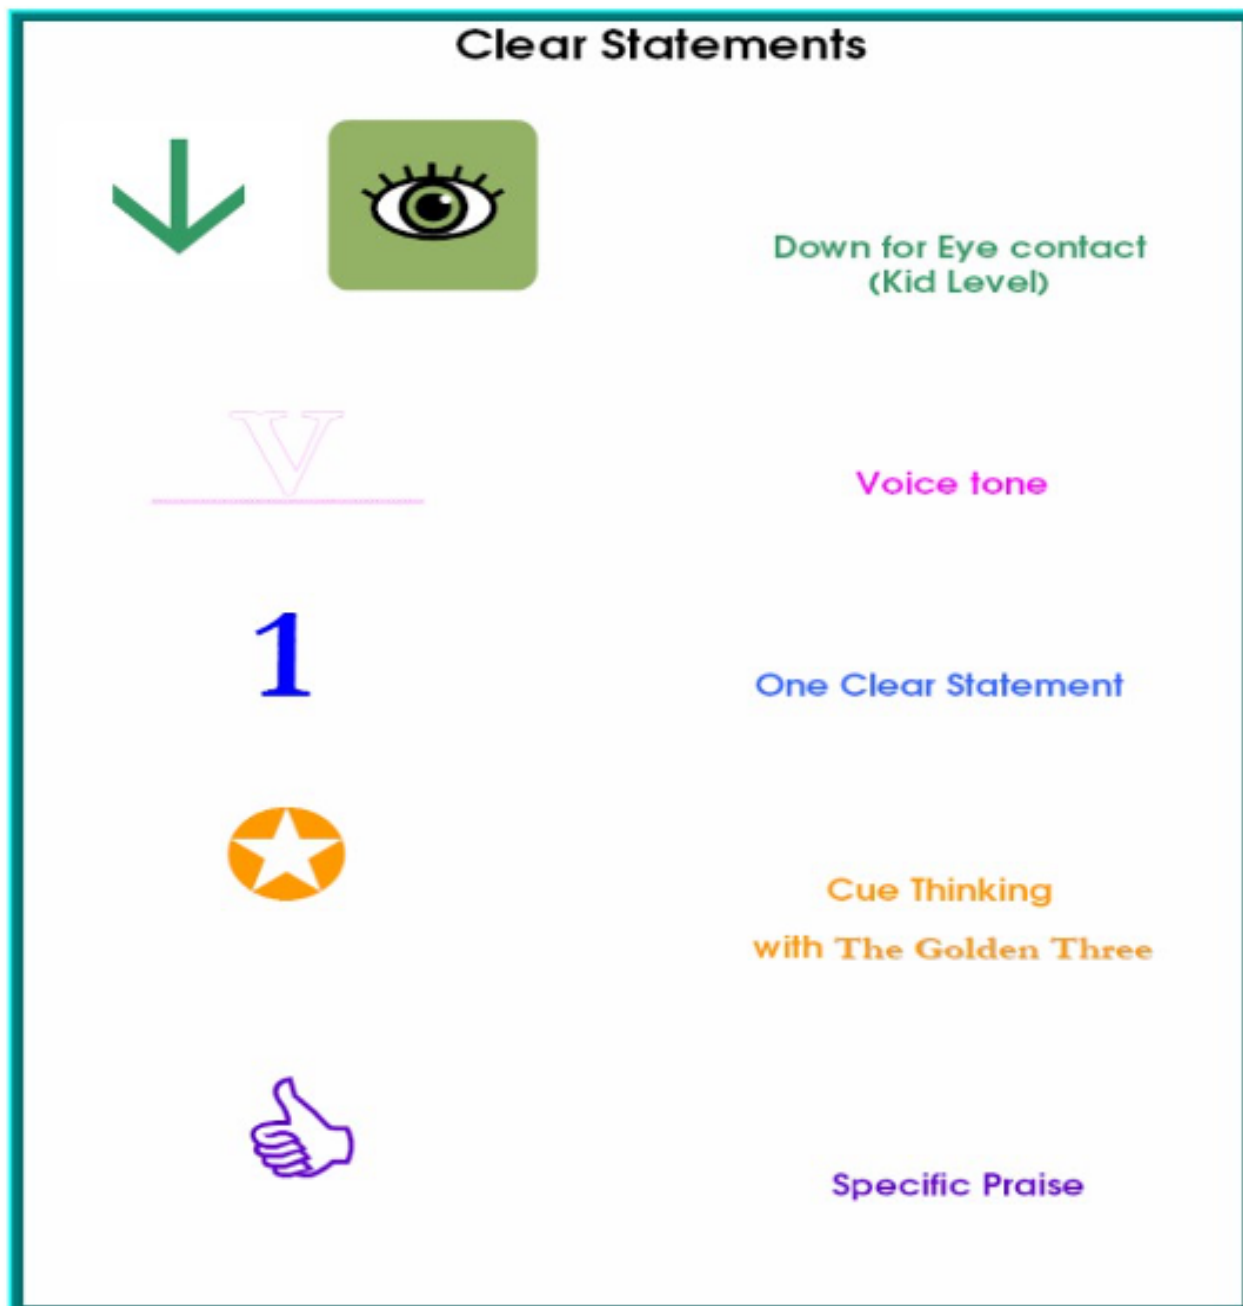 Clear Statements
Down for Eye contact
(Kid Level)
V
Voice tone
1
One Clear Statement
Cue Thinking
with The Golden Three
Specific Praise